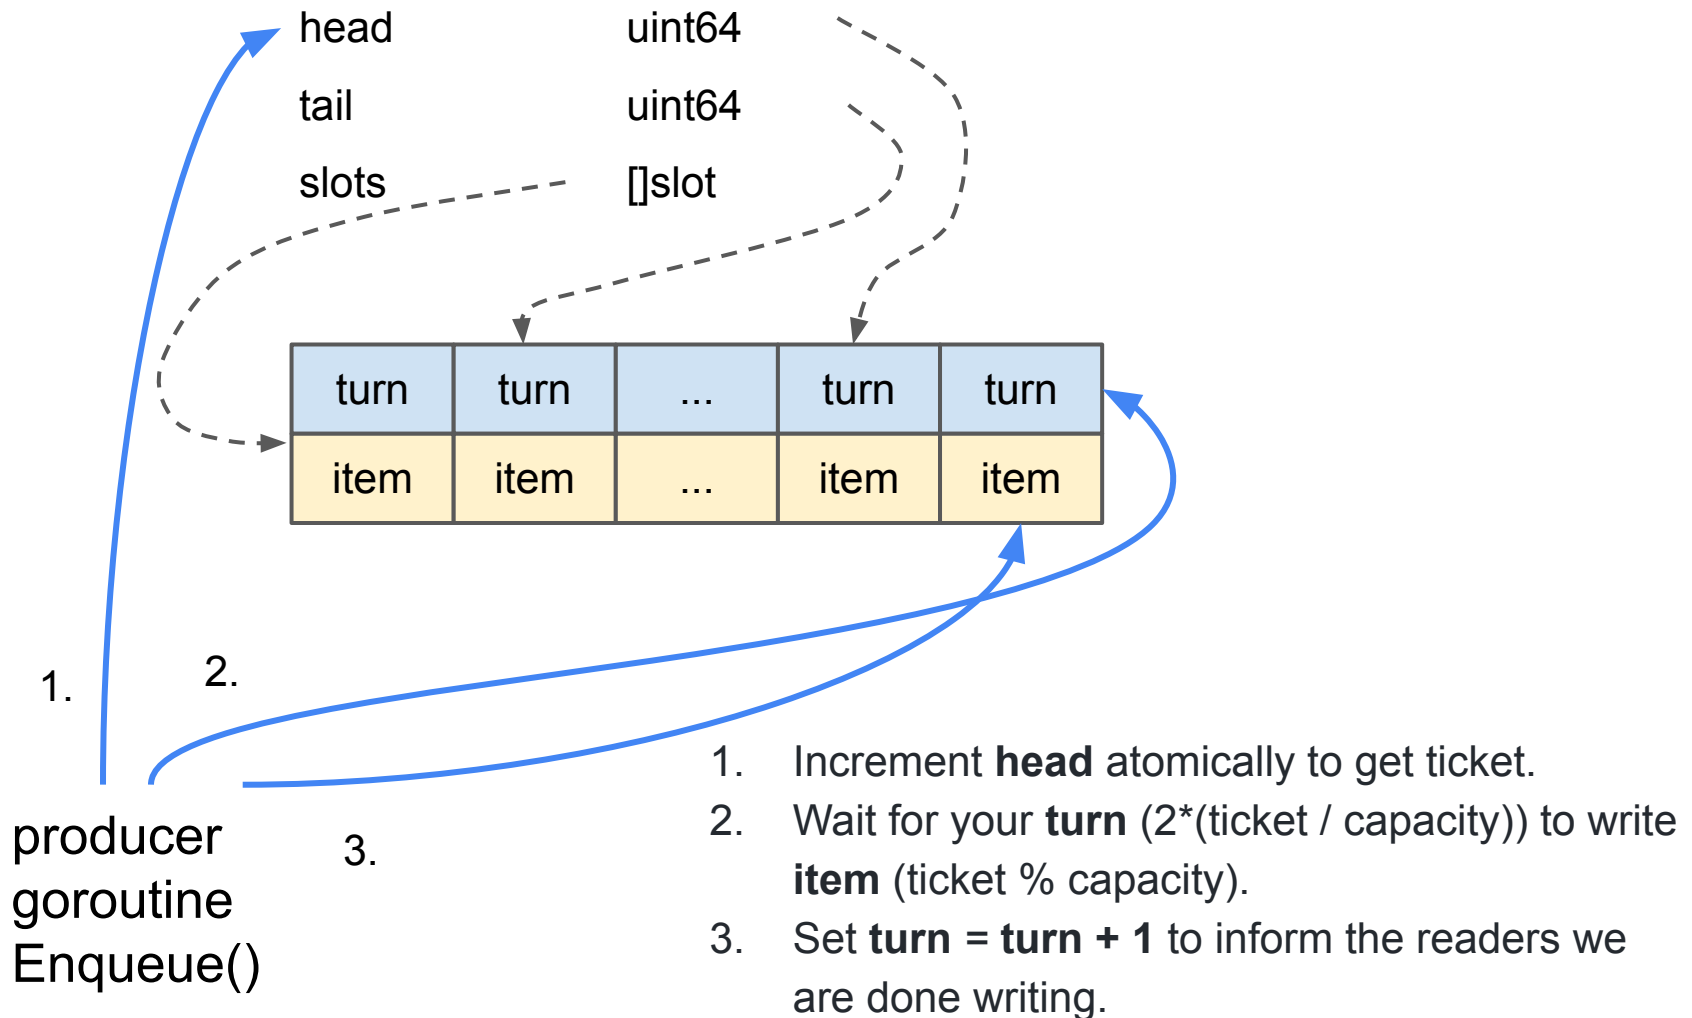 head uint64
tail uint64
slots []slot
turn turn ... turn turn
item item ... item item
1.
2.
3.
producer
goroutine
Enqueue()
1. Increment head atomically to get ticket.
2. Wait for your turn (2*(ticket / capacity)) to write
item (ticket % capacity).
3. Set turn = turn + 1 to inform the readers we
are done writing.